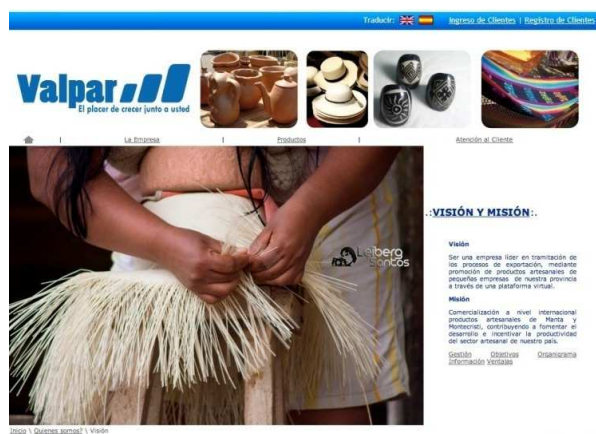 Traducir:
Ingreso de Clientes | Registro de Clientes
Valpar
El placer de crecer junto a usted
La Empresa
Productos
Atención al Cliente
.:VISIÓN Y MISIÓN:.
Leiberg
Santos
Visión
Ser una empresa líder en tramitación de
los procesos de exportación, mediante
promoción de productos artesanales de
pequeñas empresas de nuestra provincia
a través de una plataforma virtual.
Misión
Comercialización a nivel internacional
productos artesanales de Manta y
Montecristi, contribuyendo a fomentar el
desarrollo e incentivar la productividad
del sector artesanal de nuestro país.
Gestión Objetivos Organigrama
Información Ventajas
Inicio \ Quienes somos? \ Visión